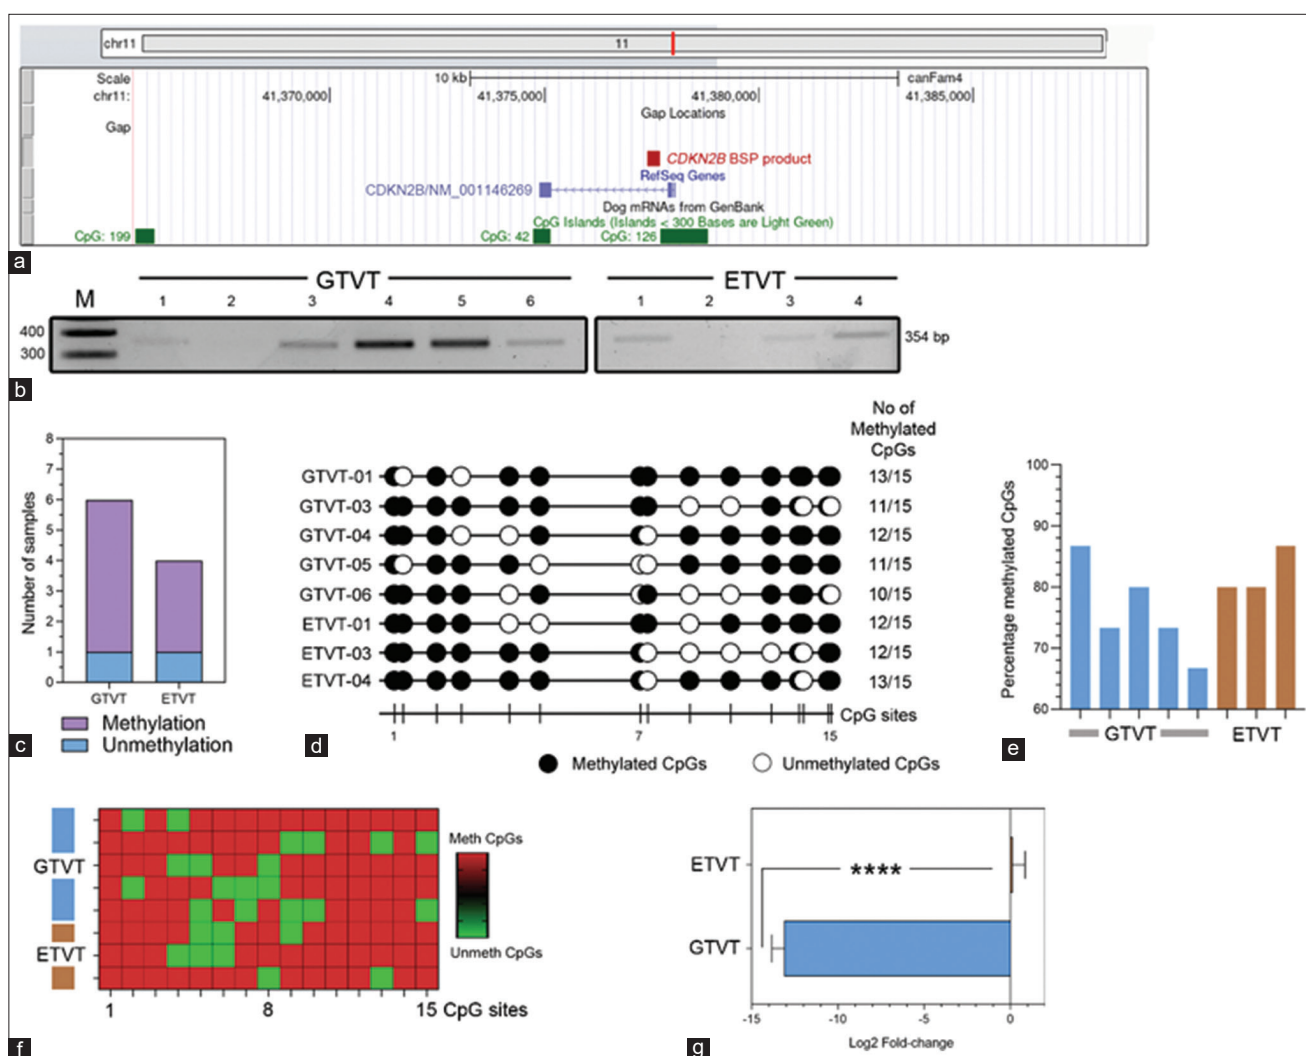 chr11 11
Scale 10 kb canFam4
chr11: 41,370,000 41,375,000 41,380,000 41,385,000
Gap Locations
Gap
CDKN2B BSP product
RefSeq Genes
CDKN2B/NM_001146269
Dog mRNAs from GenBank
CpG Islands (Islands < 300 Bases are Light Green)
CpG: 199 CpG: 42 CpG: 126
a
GTVT ETVT
M 1 2 3 4 5 6 1 2 3 4
400
300
354 bp
b
8
7
6
5
4
3
2
1
0
Number of samples
GTVT ETVT
Methylation
Unmethylation
c
No of
Methylated
CpGs
GTVT-01 13/15
GTVT-03 11/15
GTVT-04 12/15
GTVT-05 11/15
GTVT-06 10/15
ETVT-01 12/15
ETVT-03 12/15
ETVT-04 13/15
CpG sites
1 7 15
Methylated CpGs Unmethylated CpGs
d
100
90
80
70
60
Percentage methylated CpGs
GTVT ETVT
e
GTVT
ETVT
Meth CpGs
Unmeth CpGs
1 8 15 CpG sites
f
ETVT
****
GTVT
-15 -10 -5 0
Log2 Fold-change
g